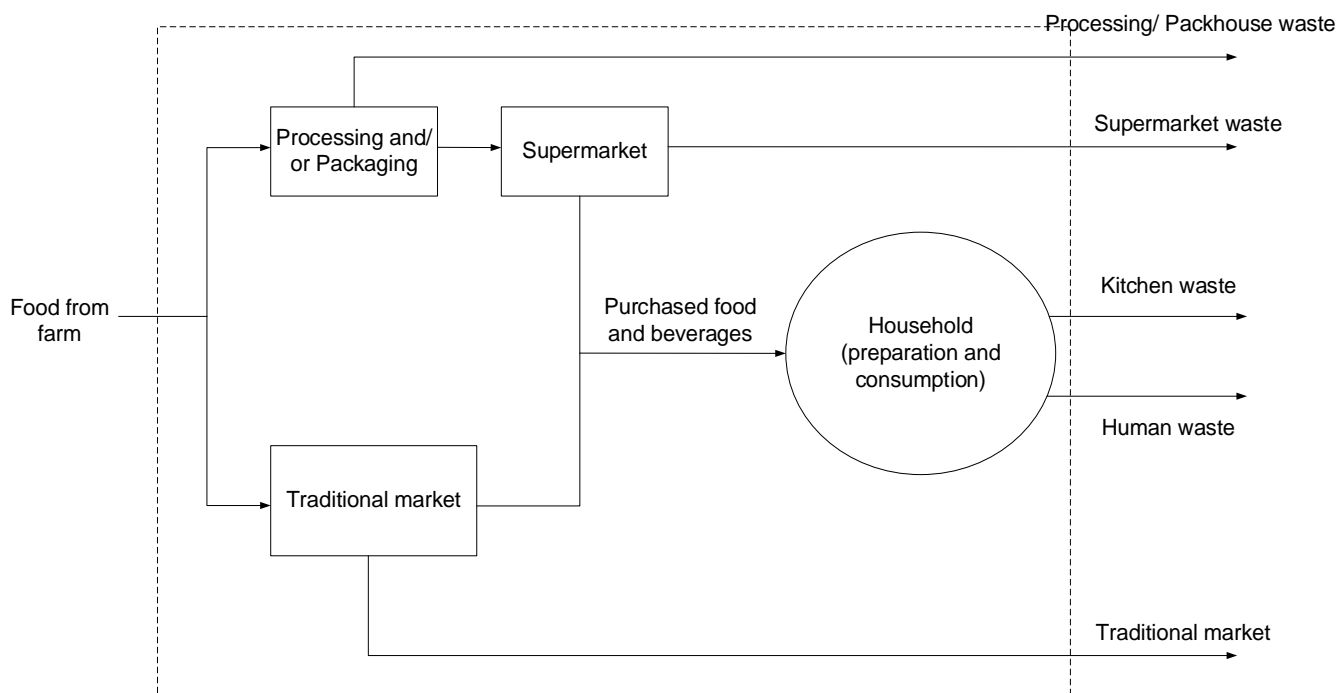 Processing/ Packhouse waste
Processing and/
or Packaging
Supermarket
Supermarket waste
Food from
farm
Purchased food
and beverages
Household
(preparation and
consumption)
Kitchen waste
Human waste
Traditional market
Traditional market